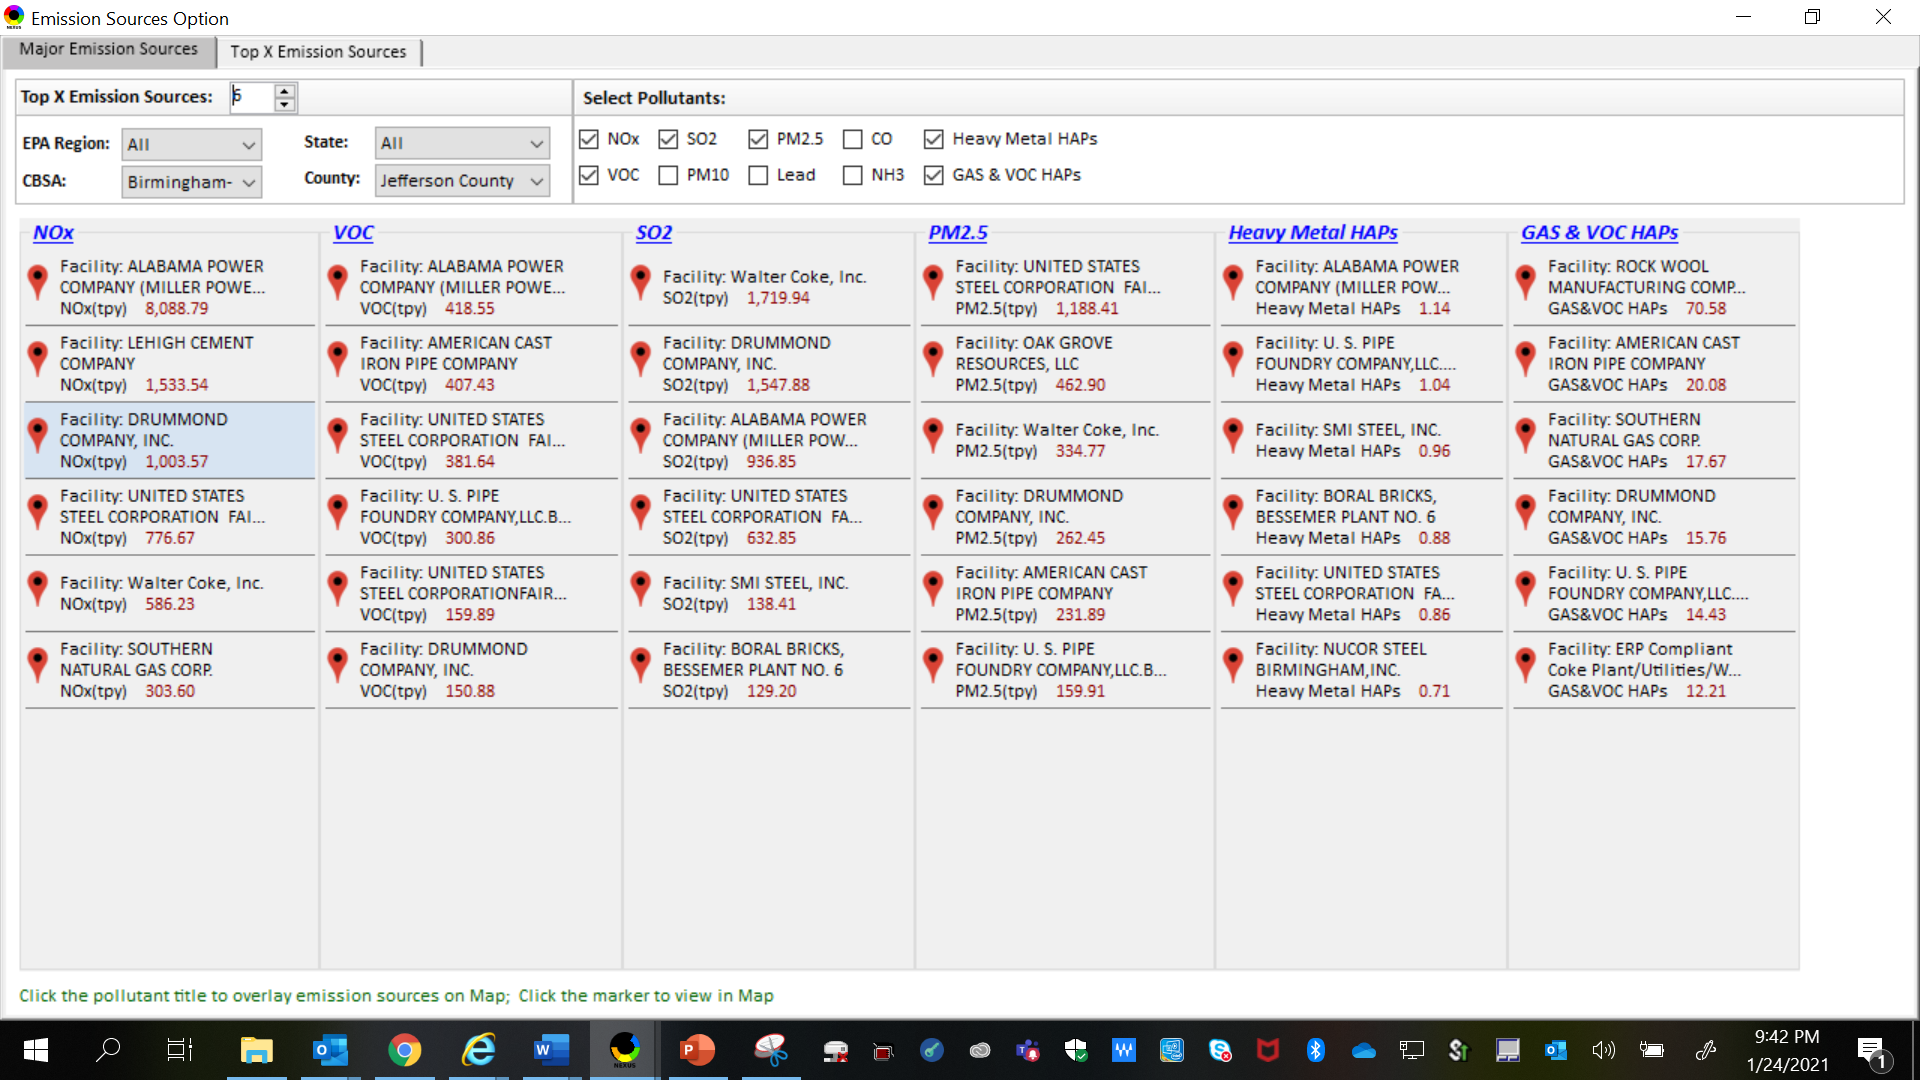 Emission Sources Option
Major Emission Sources
Top X Emission Sources
Top X Emission Sources: 6
Select Pollutants:
EPA Region: All
State: All
CBSA: Birmingham-
County: Jefferson County
NOx SO2 PM2.5 CO Heavy Metal HAPs
VOC PM10 Lead NH3 GAS & VOC HAPs
NOx
Facility: ALABAMA POWER
COMPANY (MILLER POWE...
NOx(tpy) 8,088.79
Facility: LEHIGH CEMENT
COMPANY
NOx(tpy) 1,533.54
Facility: DRUMMOND
COMPANY, INC.
NOx(tpy) 1,003.57
Facility: UNITED STATES
STEEL CORPORATION FAI...
NOx(tpy) 776.67
Facility: Walter Coke, Inc.
NOx(tpy) 586.23
Facility: SOUTHERN
NATURAL GAS CORP.
NOx(tpy) 303.60
VOC
Facility: ALABAMA POWER
COMPANY (MILLER POWE...
VOC(tpy) 418.55
Facility: AMERICAN CAST
IRON PIPE COMPANY
VOC(tpy) 407.43
Facility: UNITED STATES
STEEL CORPORATION FAI...
VOC(tpy) 381.64
Facility: U. S. PIPE
FOUNDRY COMPANY,LLC.B...
VOC(tpy) 300.86
Facility: UNITED STATES
STEEL CORPORATIONFAIR...
VOC(tpy) 159.89
Facility: DRUMMOND
COMPANY, INC.
VOC(tpy) 150.88
SO2
Facility: Walter Coke, Inc.
SO2(tpy) 1,719.94
Facility: DRUMMOND
COMPANY, INC.
SO2(tpy) 1,547.88
Facility: ALABAMA POWER
COMPANY (MILLER POW...
SO2(tpy) 936.85
Facility: UNITED STATES
STEEL CORPORATION FA...
SO2(tpy) 632.85
Facility: SMI STEEL, INC.
SO2(tpy) 138.41
Facility: BORAL BRICKS,
BESSEMER PLANT NO. 6
SO2(tpy) 129.20
PM2.5
Facility: UNITED STATES
STEEL CORPORATION FAI...
PM2.5(tpy) 1,188.41
Facility: OAK GROVE
RESOURCES, LLC
PM2.5(tpy) 462.90
Facility: Walter Coke, Inc.
PM2.5(tpy) 334.77
Facility: DRUMMOND
COMPANY, INC.
PM2.5(tpy) 262.45
Facility: AMERICAN CAST
IRON PIPE COMPANY
PM2.5(tpy) 231.89
Facility: U. S. PIPE
FOUNDRY COMPANY,LLC.B...
PM2.5(tpy) 159.91
Heavy Metal HAPs
Facility: ALABAMA POWER
COMPANY (MILLER POW...
Heavy Metal HAPs 1.14
Facility: U. S. PIPE
FOUNDRY COMPANY,LLC....
Heavy Metal HAPs 1.04
Facility: SMI STEEL, INC.
Heavy Metal HAPs 0.96
Facility: BORAL BRICKS,
BESSEMER PLANT NO. 6
Heavy Metal HAPs 0.88
Facility: UNITED STATES
STEEL CORPORATION FA...
Heavy Metal HAPs 0.86
Facility: NUCOR STEEL
BIRMINGHAM,INC.
Heavy Metal HAPs 0.71
GAS & VOC HAPs
Facility: ROCK WOOL
MANUFACTURING COMP...
GAS&VOC HAPs 70.58
Facility: AMERICAN CAST
IRON PIPE COMPANY
GAS&VOC HAPs 20.08
Facility: SOUTHERN
NATURAL GAS CORP.
GAS&VOC HAPs 17.67
Facility: DRUMMOND
COMPANY, INC.
GAS&VOC HAPs 15.76
Facility: U. S. PIPE
FOUNDRY COMPANY,LLC....
GAS&VOC HAPs 14.43
Facility: ERP Compliant
Coke Plant/Utilities/W...
GAS&VOC HAPs 12.21
Click the pollutant title to overlay emission sources on Map; Click the marker to view in Map
NEXUS
9:42 PM
1/24/2021
1